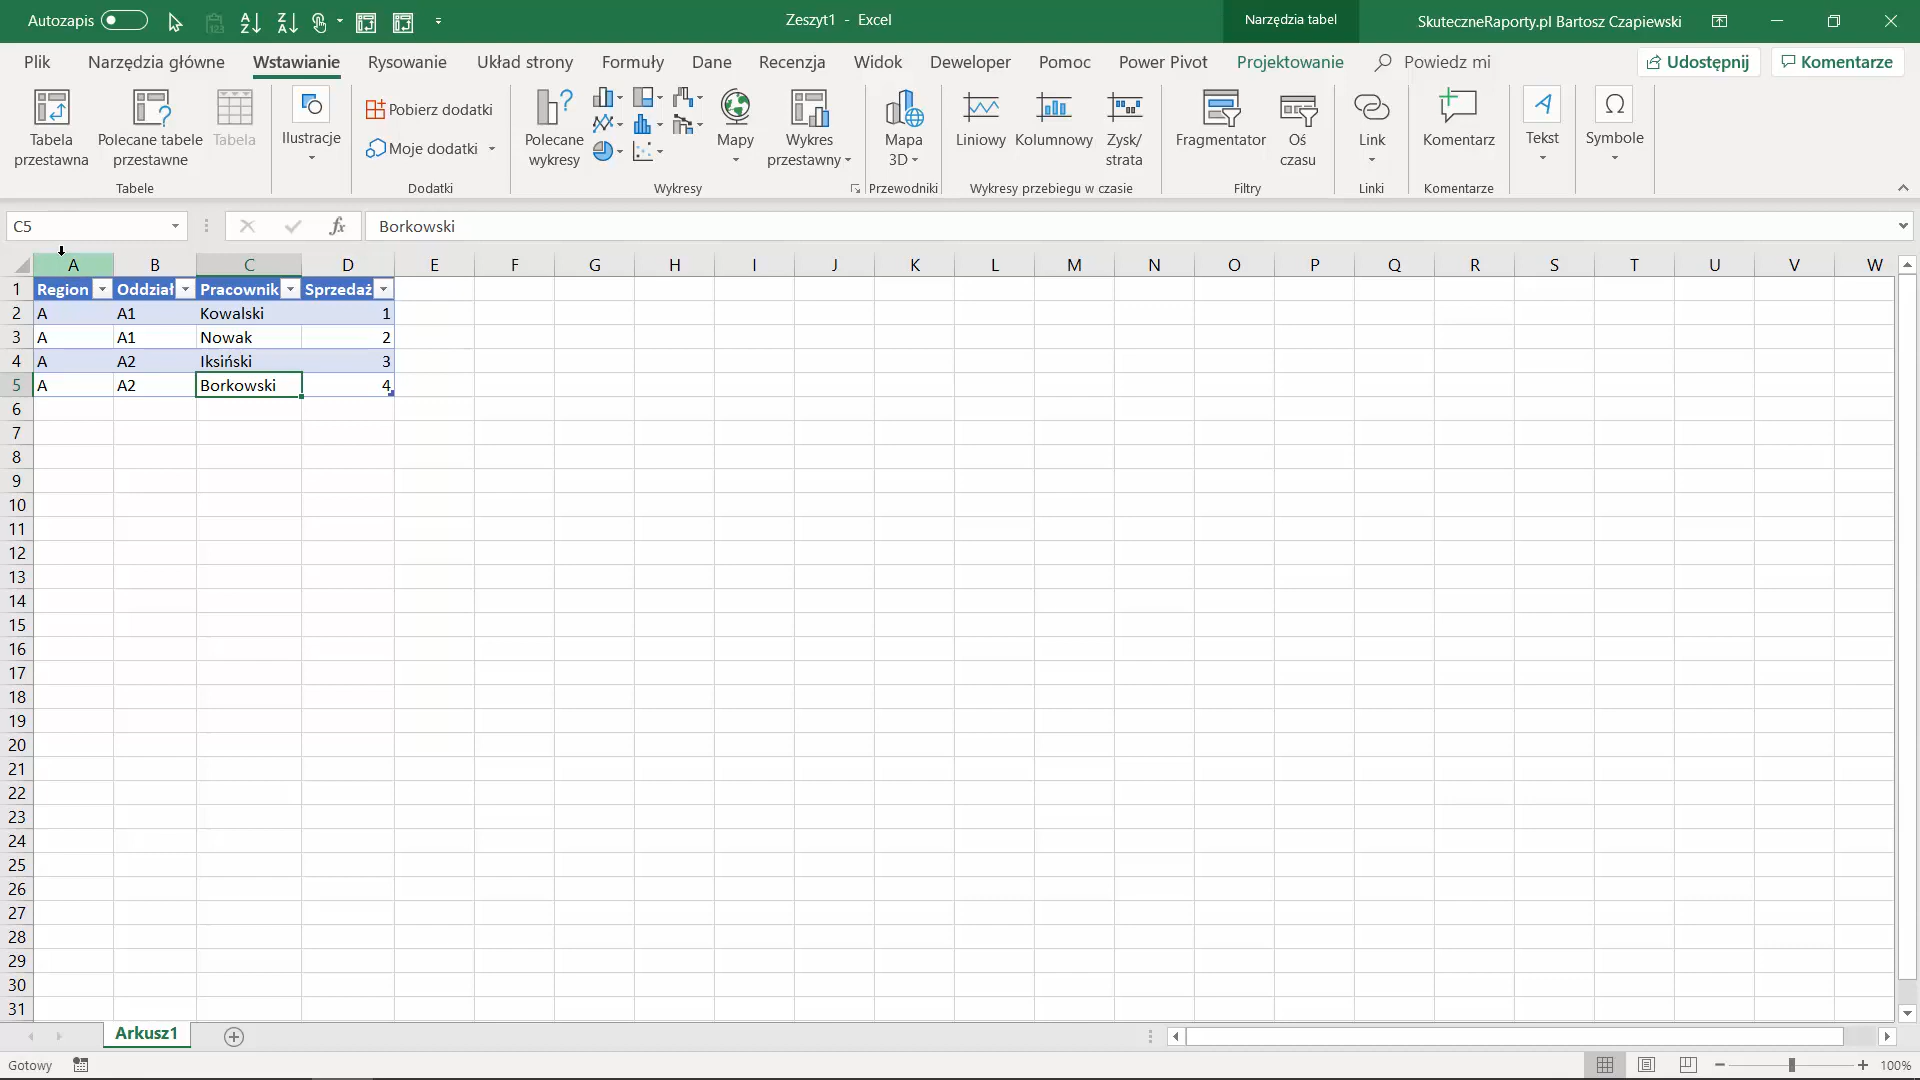 Autozapis
Zeszyt1 - Excel
Narzędzia tabel
SkuteczneRaporty.pl Bartosz Czapiewski
Plik
Narzędzia główne
Wstawianie
Rysowanie
Układ strony
Formuły
Dane
Recenzja
Widok
Deweloper
Pomoc
Power Pivot
Projektowanie
Powiedz mi
Udostępnij
Komentarze
Tabela
przestawna
Polecane tabele
przestawne
Tabela
Tabele
Ilustracje
Pobierz dodatki
Moje dodatki
Dodatki
Polecane
wykresy
Mapy
Wykres
przestawny
Wykresy
Mapa
3D
Przewodniki
Liniowy
Kolumnowy
Zysk/
strata
Wykresy przebiegu w czasie
Fragmentator
Oś
czasu
Filtry
Link
Linki
Komentarz
Komentarze
Tekst
Symbole
C5
fx
Borkowski
A B C D E F G H I J K L M N O P Q R S T U V W
1 Region Oddział Pracownik Sprzedaż
2 A A1 Kowalski 1
3 A A1 Nowak 2
4 A A2 Iksiński 3
5 A A2 Borkowski 4
6
7
8
9
10
11
12
13
14
15
16
17
18
19
20
21
22
23
24
25
26
27
28
29
30
31
Arkusz1
Gotowy
100%